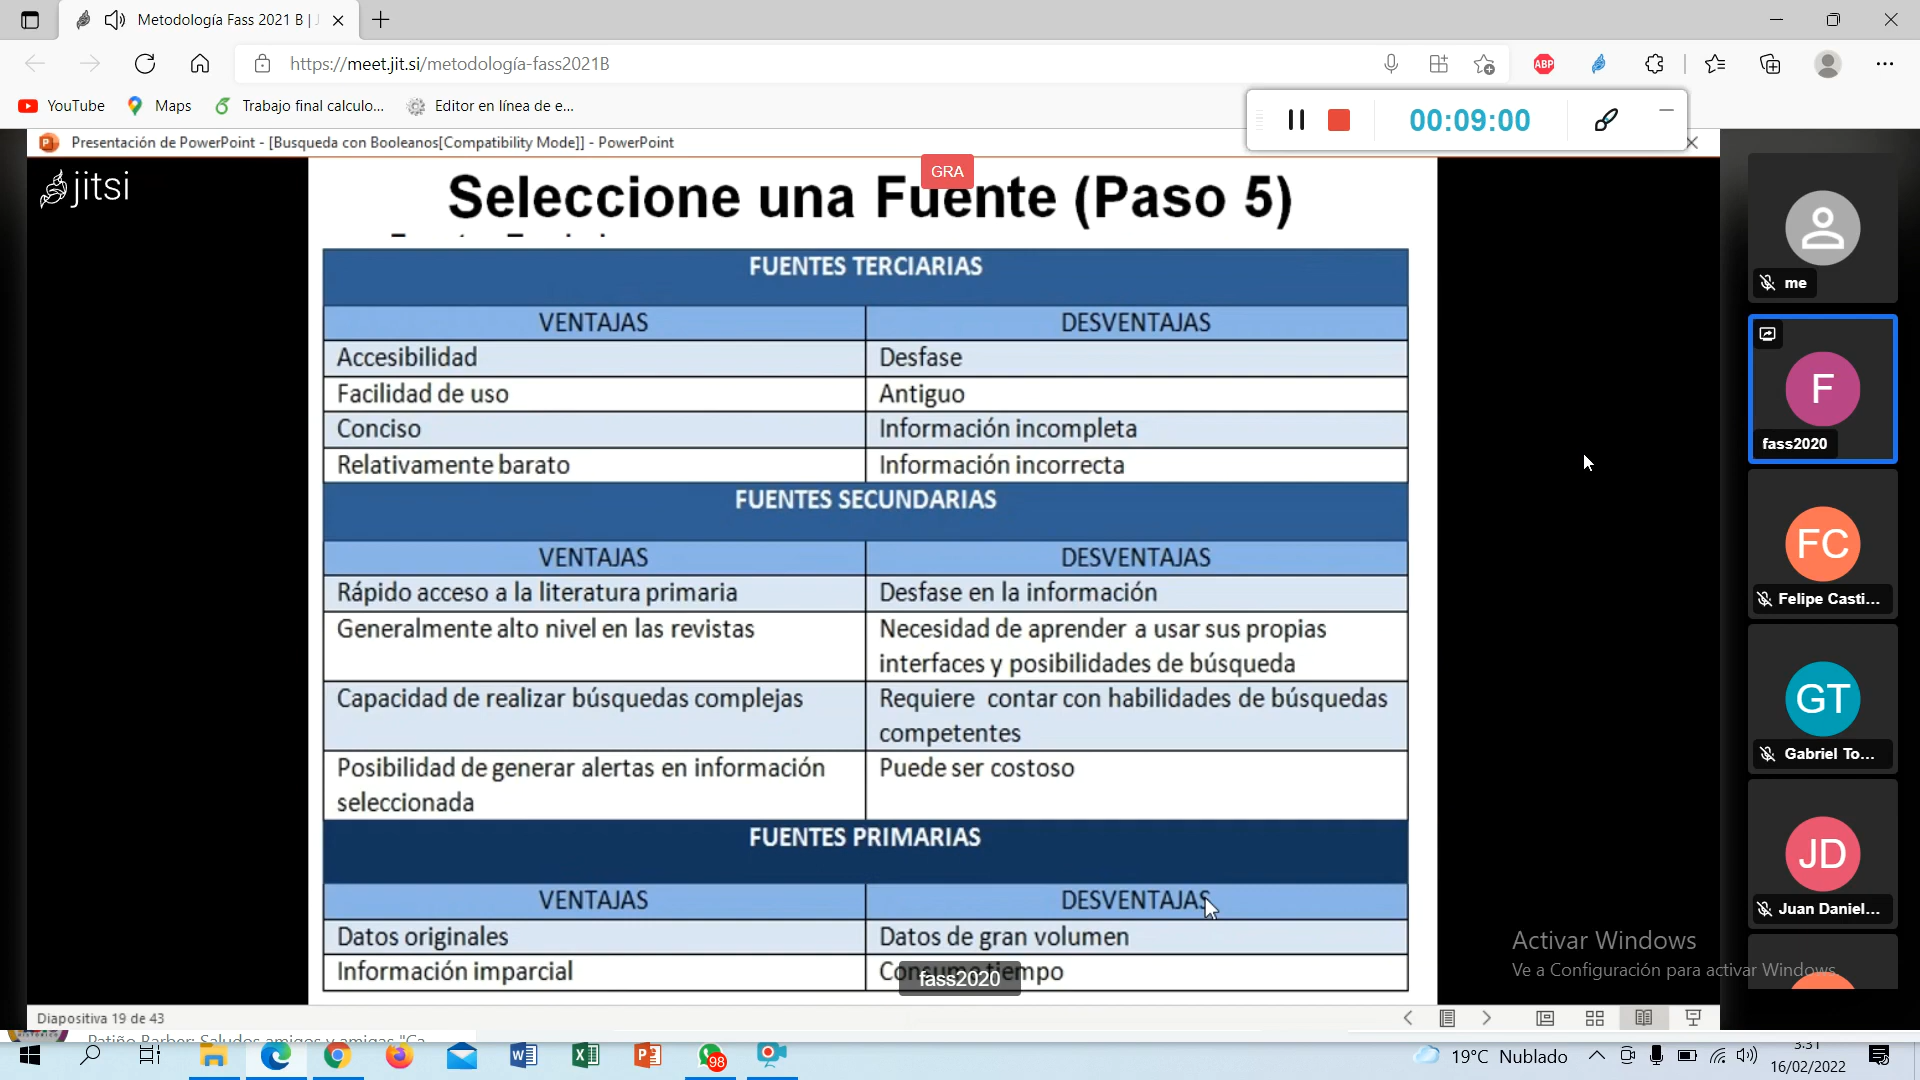 Metodología Fass 2021 B |
https://meet.jit.si/metodología-fass2021B
ABP
YouTube
Maps
Trabajo final calculo...
Editor en línea de e...
00:09:00
Presentación de PowerPoint - [Busqueda con Booleanos[Compatibility Mode]] - PowerPoint
jitsi
GRA
Seleccione una Fuente (Paso 5)
FUENTES TERCIARIAS
VENTAJAS DESVENTAJAS
Accesibilidad Desfase
Facilidad de uso Antiguo
Conciso Información incompleta
Relativamente barato Información incorrecta
FUENTES SECUNDARIAS
VENTAJAS DESVENTAJAS
Rápido acceso a la literatura primaria Desfase en la información
Generalmente alto nivel en las revistas Necesidad de aprender a usar sus propias
interfaces y posibilidades de búsqueda
Capacidad de realizar búsquedas complejas Requiere contar con habilidades de búsquedas
competentes
Posibilidad de generar alertas en información Puede ser costoso
seleccionada
FUENTES PRIMARIAS
VENTAJAS DESVENTAJAS
Datos originales Datos de gran volumen
Información imparcial Consume tiempo
fass2020
me
F
fass2020
FC
Felipe Casti...
GT
Gabriel To...
JD
Juan Daniel...
Activar Windows
Ve a Configuración para activar Windows.
Diapositiva 19 de 43
98
19°C Nublado
3:31
16/02/2022